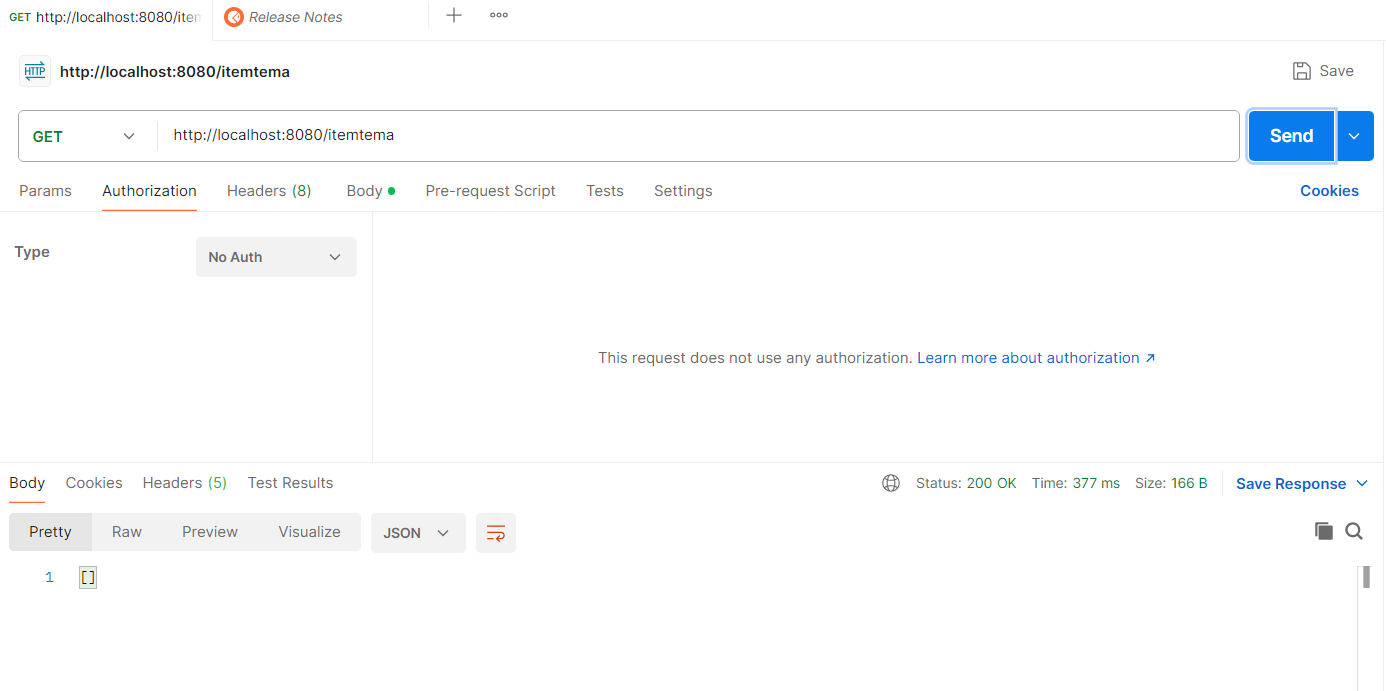 GET http://localhost:8080/iten
Release Notes
HTTP http://localhost:8080/itemtema
Save
GET http://localhost:8080/itemtema
Send
Params Authorization Headers (8) Body Pre-request Script Tests Settings Cookies
Type
No Auth
This request does not use any authorization. Learn more about authorization ↗
Body Cookies Headers (5) Test Results Status: 200 OK Time: 377 ms Size: 166 B Save Response
Pretty Raw Preview Visualize JSON
1 []